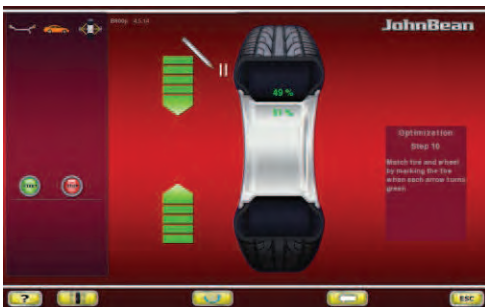 JohnBean
49 %
Optimization
Step 10
Match tire and wheel
by marking the tire
when each arrow turns
green.
?
ESC